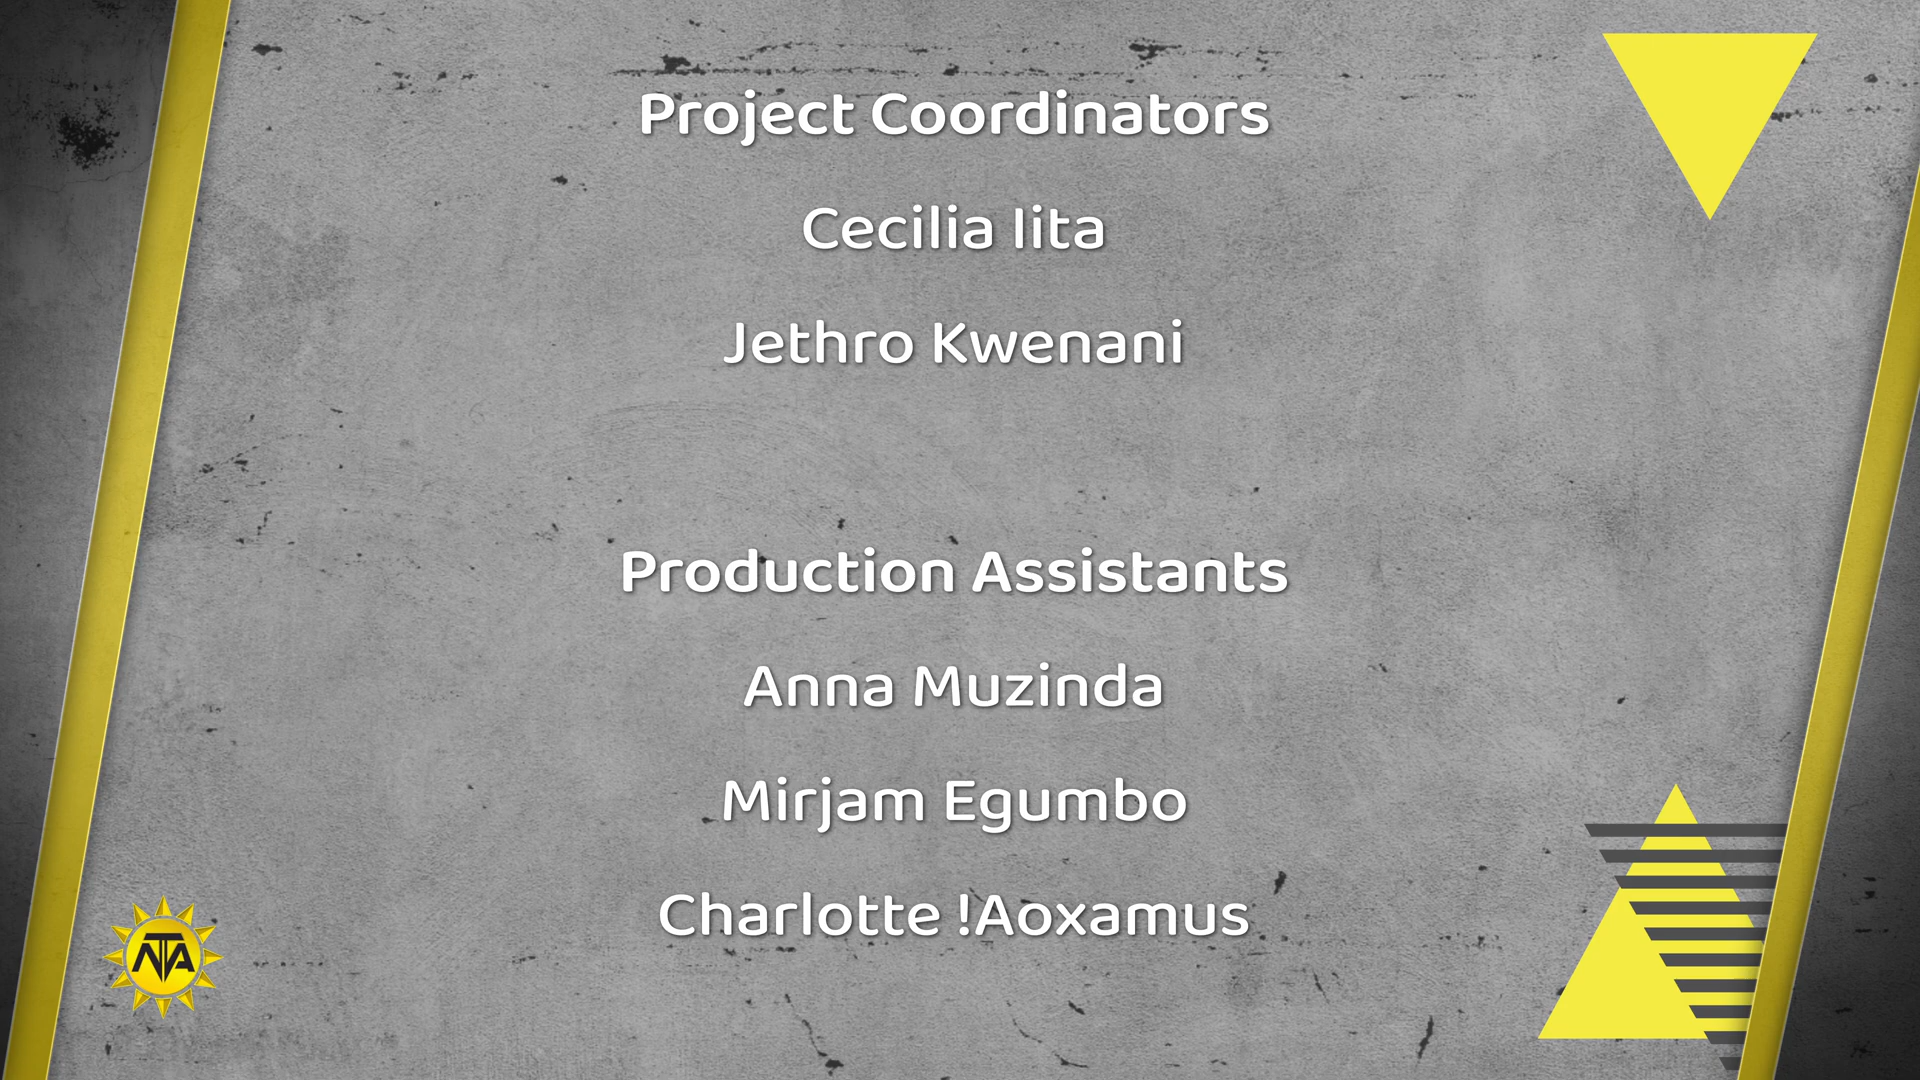 Project Coordinators
Cecilia Iita
Jethro Kwenani
Production Assistants
Anna Muzinda
Mirjam Egumbo
Charlotte !Aoxamus
NTA